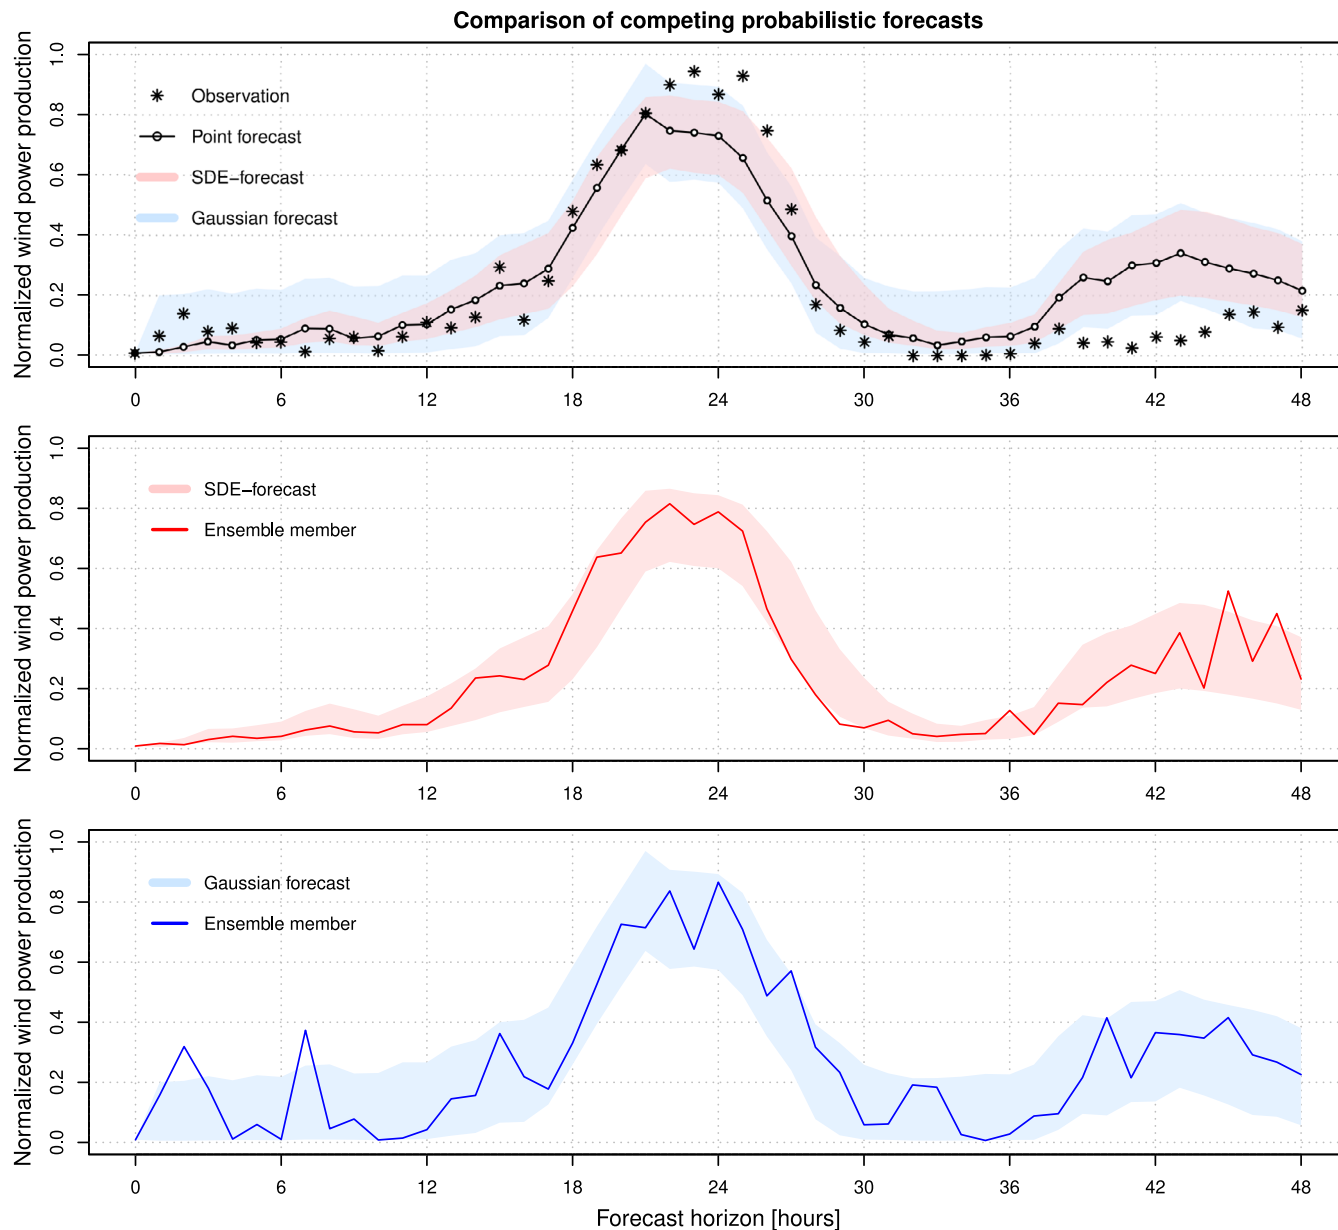 Comparison of competing probabilistic forecasts
Normalized wind power production
1.0
0.8
0.6
0.4
0.2
0.0
Observation
Point forecast
SDE−forecast
Gaussian forecast
0 6 12 18 24 30 36 42 48
Normalized wind power production
1.0
0.8
0.6
0.4
0.2
0.0
SDE−forecast
Ensemble member
0 6 12 18 24 30 36 42 48
Normalized wind power production
1.0
0.8
0.6
0.4
0.2
0.0
Gaussian forecast
Ensemble member
0 6 12 18 24 30 36 42 48
Forecast horizon [hours]